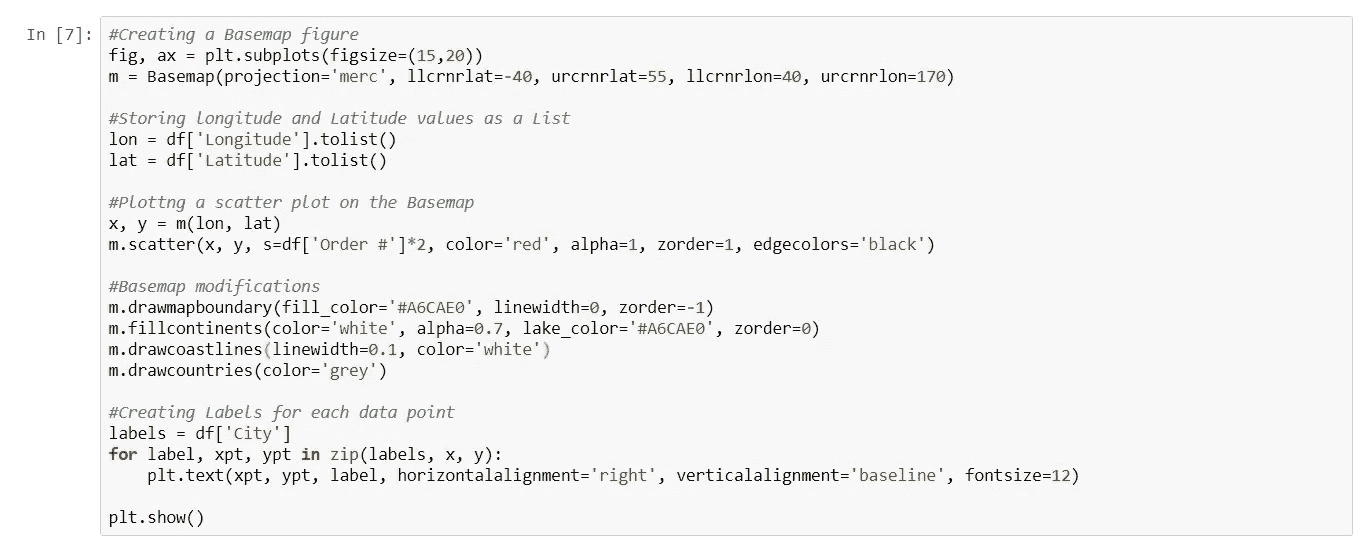 In [7]: #Creating a Basemap figure
fig, ax = plt.subplots(figsize=(15,20))
m = Basemap(projection='merc', llcrnrlat=-40, urcrnrlat=55, llcrnrlon=40, urcrnrlon=170)
#Storing longitude and Latitude values as a List
lon = df['Longitude'].tolist()
lat = df['Latitude'].tolist()
#Plottng a scatter plot on the Basemap
x, y = m(lon, lat)
m.scatter(x, y, s=df['Order #']*2, color='red', alpha=1, zorder=1, edgecolors='black')
#Basemap modifications
m.drawmapboundary(fill_color='#A6CAE0', linewidth=0, zorder=-1)
m.fillcontinents(color='white', alpha=0.7, lake_color='#A6CAE0', zorder=0)
m.drawcoastlines(linewidth=0.1, color='white')
m.drawcountries(color='grey')
#Creating Labels for each data point
labels = df['City']
for label, xpt, ypt in zip(labels, x, y):
    plt.text(xpt, ypt, label, horizontalalignment='right', verticalalignment='baseline', fontsize=12)
plt.show()